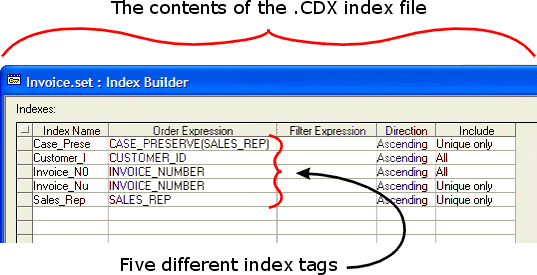 The contents of the .CDX index file
Invoice.set : Index Builder
Indexes:
Index Name Order Expression Filter Expression Direction Include
Case_Prese CASE_PRESERVE(SALES_REP) Ascending Unique only
Customer_I CUSTOMER_ID Ascending All
Invoice_N0 INVOICE_NUMBER Ascending All
Invoice_Nu INVOICE_NUMBER Ascending Unique only
Sales_Rep SALES_REP Ascending Unique only
Five different index tags